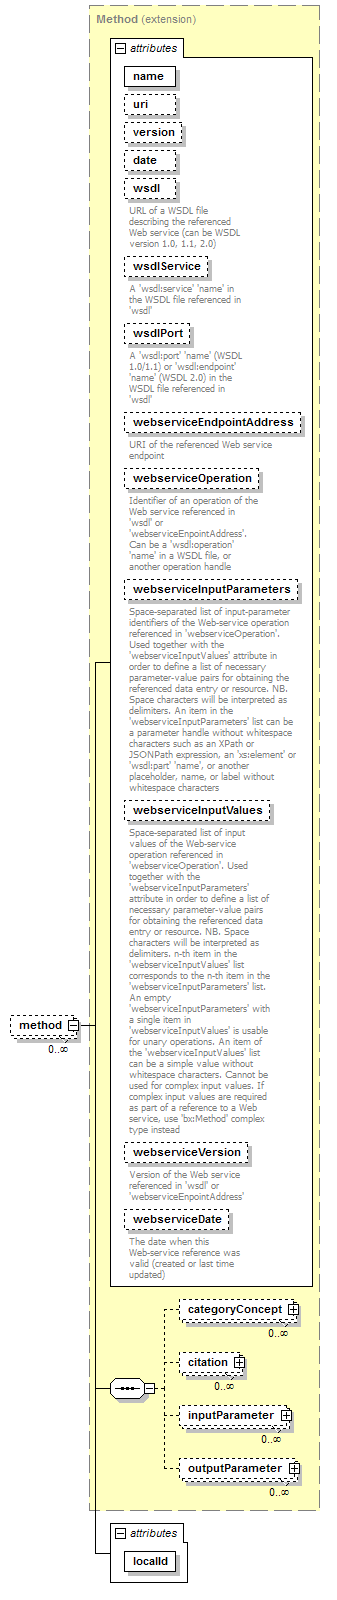 Method (extension)
attributes
name
uri
version
date
wsdl
URL of a WSDL file
describing the referenced
Web service (can be WSDL
version 1.0, 1.1, 2.0)
wsdlService
A 'wsdl:service' 'name' in
the WSDL file referenced in
'wsdl'
wsdlPort
A 'wsdl:port' 'name' (WSDL
1.0/1.1) or 'wsdl:endpoint'
'name' (WSDL 2.0) in the
WSDL file referenced in
'wsdl'
webserviceEndpointAddress
URI of the referenced Web service
endpoint
webserviceOperation
Identifier of an operation of the
Web service referenced in
'wsdl' or
'webserviceEnpointAddress'.
Can be a 'wsdl:operation'
'name' in a WSDL file, or
another operation handle
webserviceInputParameters
Space-separated list of input-parameter
identifiers of the Web-service operation
referenced in 'webserviceOperation'.
Used together with the
'webserviceInputValues' attribute in
order to define a list of necessary
parameter-value pairs for obtaining the
referenced data entry or resource. NB.
Space characters will be interpreted as
delimiters. An item in the
'webserviceInputParameters' list can be
a parameter handle without whitespace
characters such as an XPath or
JSONPath expression, an 'xs:element' or
'wsdl:part' 'name', or another
placeholder, name, or label without
whitespace characters
webserviceInputValues
Space-separated list of input
values of the Web-service
operation referenced in
'webserviceOperation'. Used
together with the
'webserviceInputParameters'
attribute in order to define a list of
necessary parameter-value pairs
for obtaining the referenced data
entry or resource. NB. Space
characters will be interpreted as
delimiters. n-th item in the
'webserviceInputValues' list
corresponds to the n-th item in the
'webserviceInputParameters' list.
An empty
'webserviceInputParameters' with
a single item in
'webserviceInputValues' is usable
for unary operations. An item of
the 'webserviceInputValues' list
can be a simple value without
whitespace characters. Cannot be
used for complex input values. If
complex input values are required
as part of a reference to a Web
service, use 'bx:Method' complex
type instead
webserviceVersion
Version of the Web service
referenced in 'wsdl' or
'webserviceEnpointAddress'
webserviceDate
The date when this
Web-service reference was
valid (created or last time
updated)
method
0..∞
categoryConcept
0..∞
citation
0..∞
inputParameter
0..∞
outputParameter
0..∞
attributes
localId